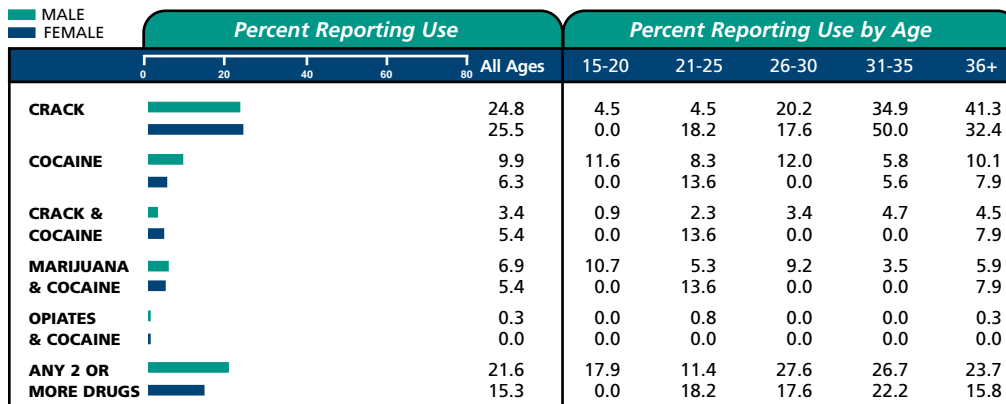 MALE
FEMALE
Percent Reporting Use
Percent Reporting Use by Age
0 20 40 60 80 All Ages 15-20 21-25 26-30 31-35 36+
CRACK 24.8 4.5 4.5 20.2 34.9 41.3
25.5 0.0 18.2 17.6 50.0 32.4
COCAINE 9.9 11.6 8.3 12.0 5.8 10.1
6.3 0.0 13.6 0.0 5.6 7.9
CRACK & 3.4 0.9 2.3 3.4 4.7 4.5
COCAINE 5.4 0.0 13.6 0.0 0.0 7.9
MARIJUANA 6.9 10.7 5.3 9.2 3.5 5.9
& COCAINE 5.4 0.0 13.6 0.0 0.0 7.9
OPIATES 0.3 0.0 0.8 0.0 0.0 0.3
& COCAINE 0.0 0.0 0.0 0.0 0.0 0.0
ANY 2 OR 21.6 17.9 11.4 27.6 26.7 23.7
MORE DRUGS 15.3 0.0 18.2 17.6 22.2 15.8